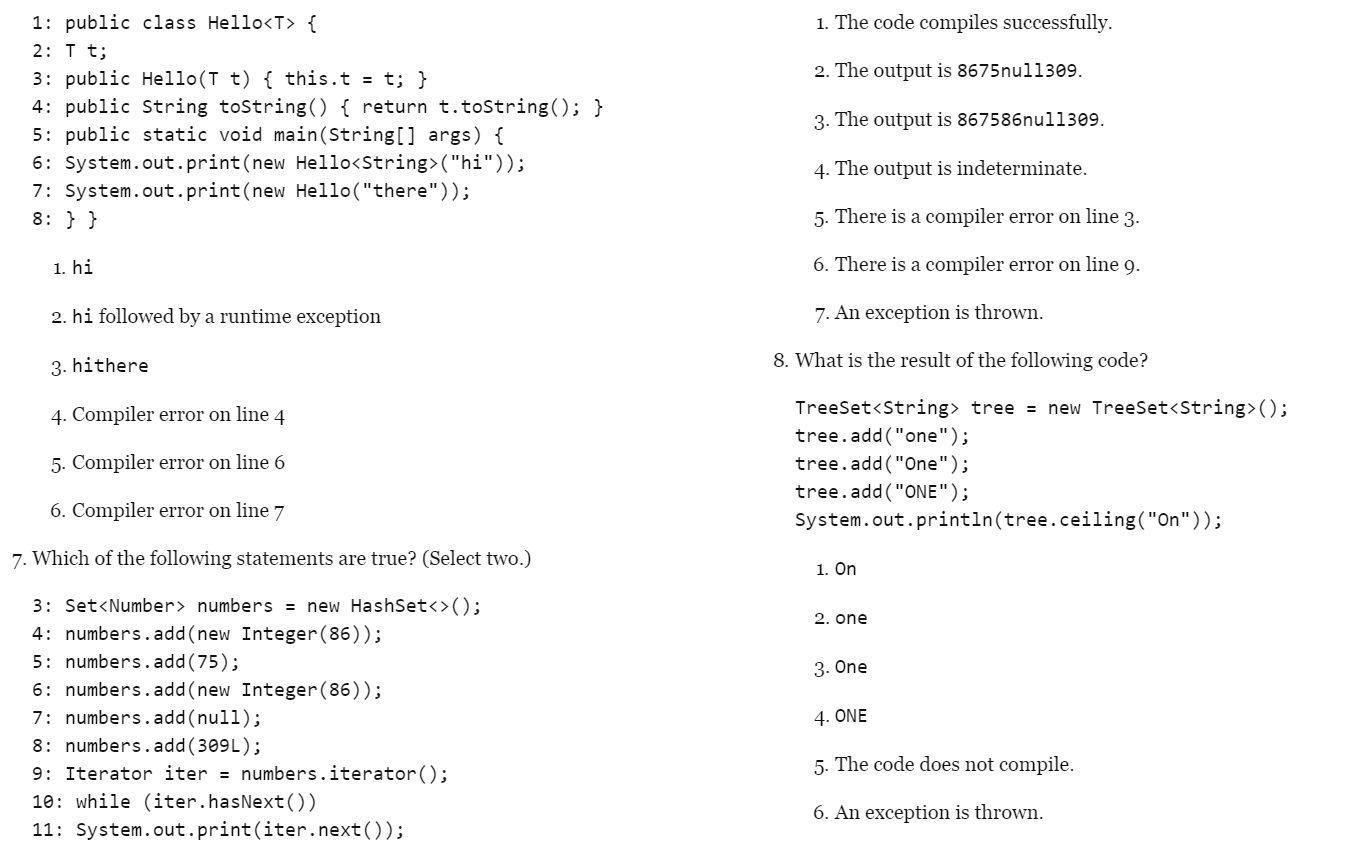 1: public class Hello<T> {
2: T t;
3: public Hello(T t) { this.t = t; }
4: public String toString() { return t.toString(); }
5: public static void main(String[] args) {
6: System.out.print(new Hello<String>("hi"));
7: System.out.print(new Hello("there"));
8: } }
1. hi
2. hi followed by a runtime exception
3. hithere
4. Compiler error on line 4
5. Compiler error on line 6
6. Compiler error on line 7
7. Which of the following statements are true? (Select two.)
3: Set<Number> numbers = new HashSet<>();
4: numbers.add(new Integer(86));
5: numbers.add(75);
6: numbers.add(new Integer(86));
7: numbers.add(null);
8: numbers.add(309L);
9: Iterator iter = numbers.iterator();
10: while (iter.hasNext())
11: System.out.print(iter.next());
1. The code compiles successfully.
2. The output is 8675null309.
3. The output is 867586null309.
4. The output is indeterminate.
5. There is a compiler error on line 3.
6. There is a compiler error on line 9.
7. An exception is thrown.
8. What is the result of the following code?
TreeSet<String> tree = new TreeSet<String>();
tree.add("one");
tree.add("One");
tree.add("ONE");
System.out.println(tree.ceiling("On"));
1. On
2. one
3. One
4. ONE
5. The code does not compile.
6. An exception is thrown.